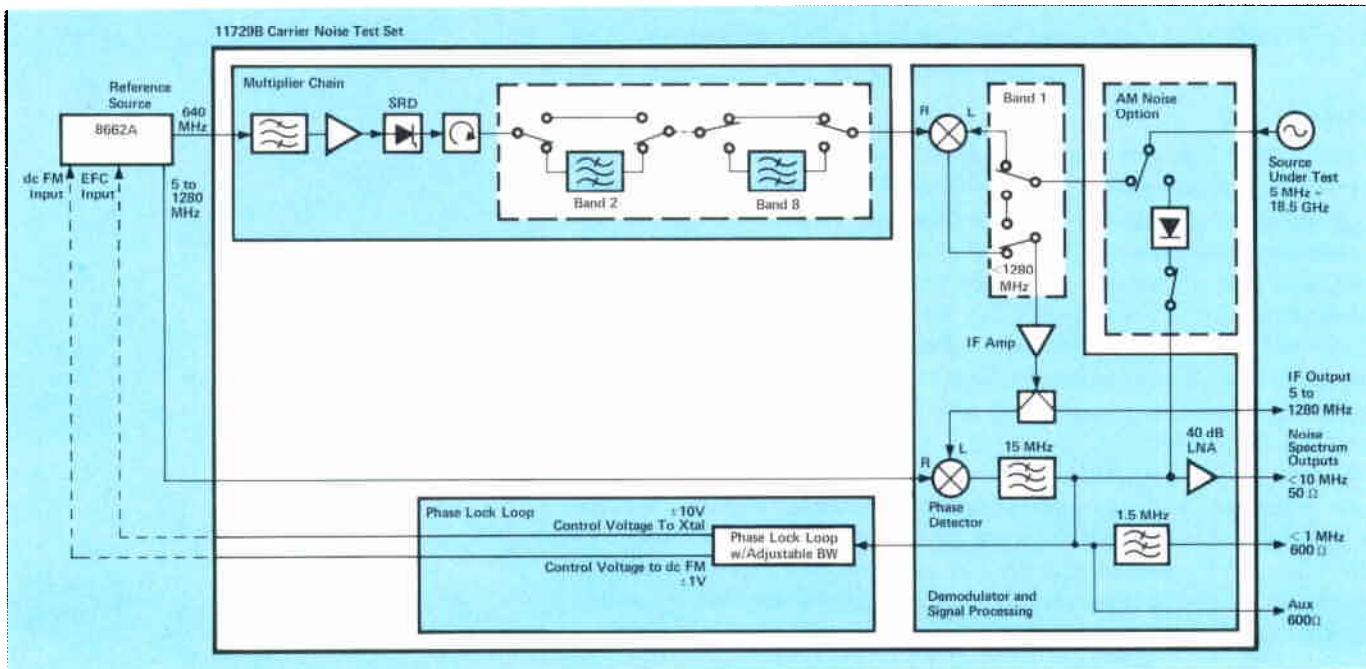 11729B Carrier Noise Test Set
Reference
Source
8662A
640
MHz
dc FM
Input
EFC
Input
5 to
1280
MHz
Multiplier Chain
SRD
Band 2
Band 8
R
L
Band 1
<1280
MHz
AM Noise
Option
Source
Under Test
5 MHz –
18.5 GHz
IF Amp
IF Output
5 to
1280 MHz
R
L
Phase
Detector
15 MHz
40 dB
LNA
Noise
Spectrum
Outputs
<10 MHz
50 Ω
1.5 MHz
< 1 MHz
600 Ω
Aux
600Ω
Phase Lock Loop
±10V
Control Voltage To Xtal
Control Voltage to dc FM
±1V
Phase Lock Loop
w/Adjustable BW
Demodulator and
Signal Processing